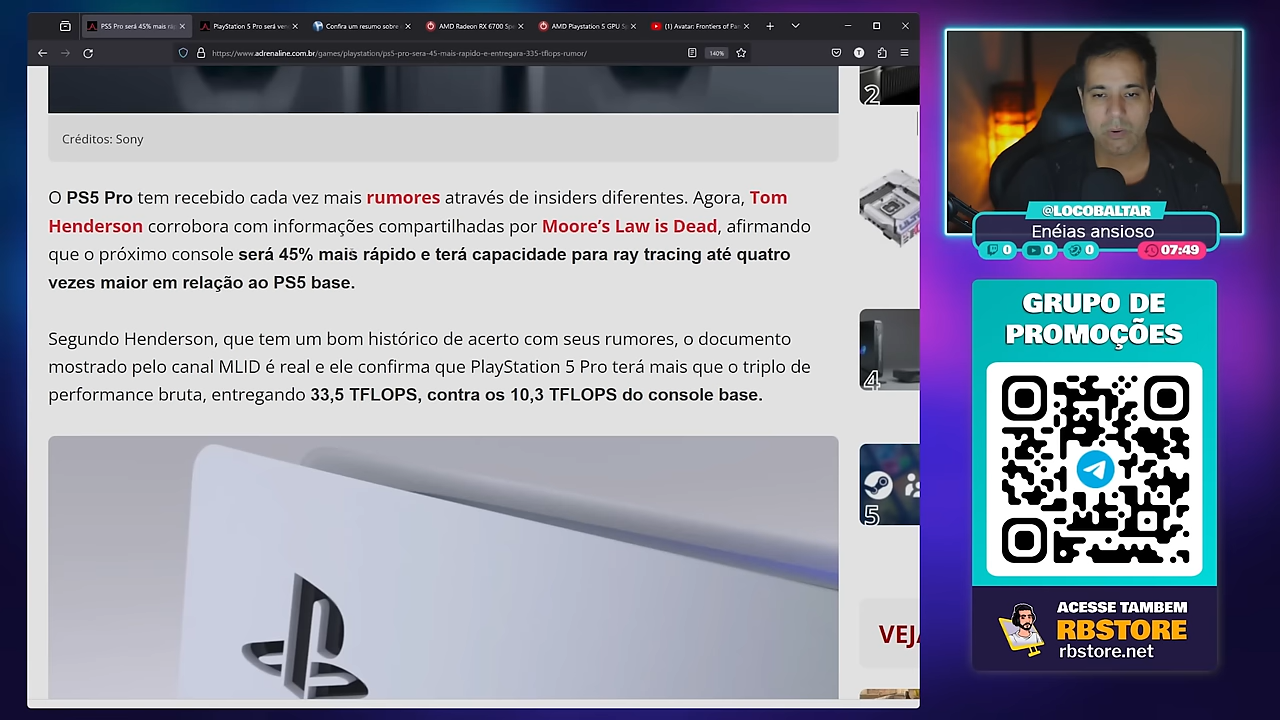 PS5 Pro será 45% mais ráp
PlayStation 5 Pro será ven
Confira um resumo sobre
AMD Radeon RX 6700 Spe
AMD Playstation 5 GPU S
(1) Avatar: Frontiers of Pan
https://www.adrenaline.com.br/games/playstation/ps5-pro-sera-45-mais-rapido-e-entregara-335-tflops-rumor/
140%
T
Créditos: Sony
O PS5 Pro tem recebido cada vez mais rumores através de insiders diferentes. Agora, Tom
Henderson corrobora com informações compartilhadas por Moore's Law is Dead, afirmando
que o próximo console será 45% mais rápido e terá capacidade para ray tracing até quatro
vezes maior em relação ao PS5 base.
Segundo Henderson, que tem um bom histórico de acerto com seus rumores, o documento
mostrado pelo canal MLID é real e ele confirma que PlayStation 5 Pro terá mais que o triplo de
performance bruta, entregando 33,5 TFLOPS, contra os 10,3 TFLOPS do console base.
2
4
5
VEJA
@LOCOBALTAR
Enéias ansioso
0
0
0
07:49
GRUPO DE
PROMOÇÕES
ACESSE TAMBEM
RBSTORE
rbstore.net